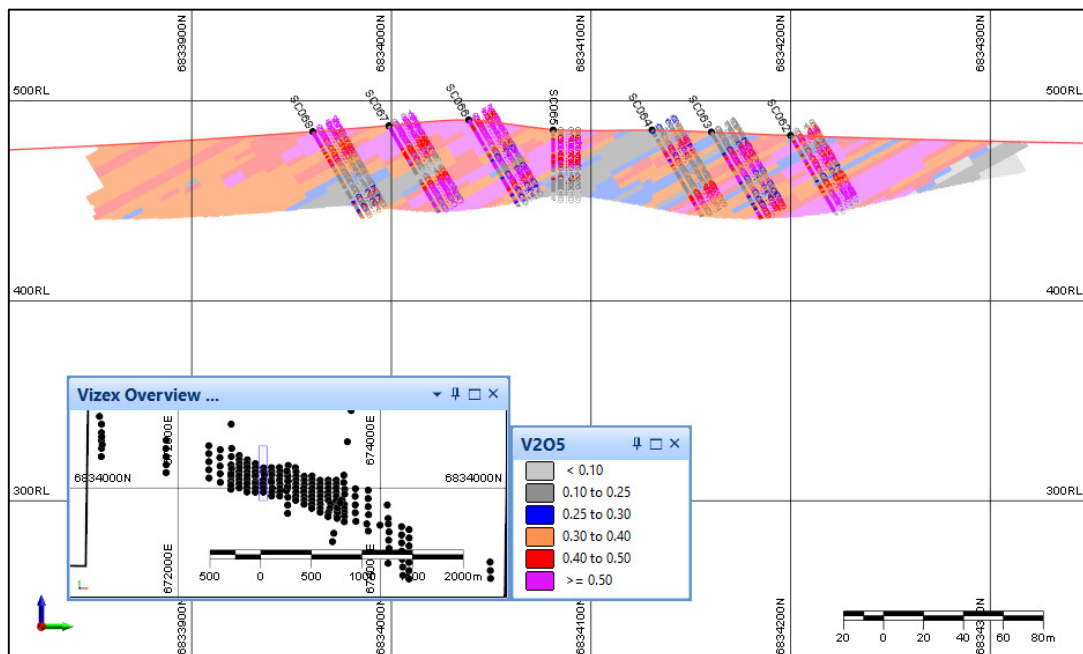 6833900N
6834000N
6834100N
6834200N
6834300N
500RL
500RL
SC068
SC067
SC066
SC065
SC064
SC063
SC062
400RL
400RL
Vizex Overview ...
672000E
674000E
6834000N
6834000N
672000E
500 0 500 1000 2000m
V2O5
< 0.10
0.10 to 0.25
0.25 to 0.30
0.30 to 0.40
0.40 to 0.50
>= 0.50
300RL
300RL
6833900N
6834000N
6834100N
6834200N
20 0 20 40 60 80m